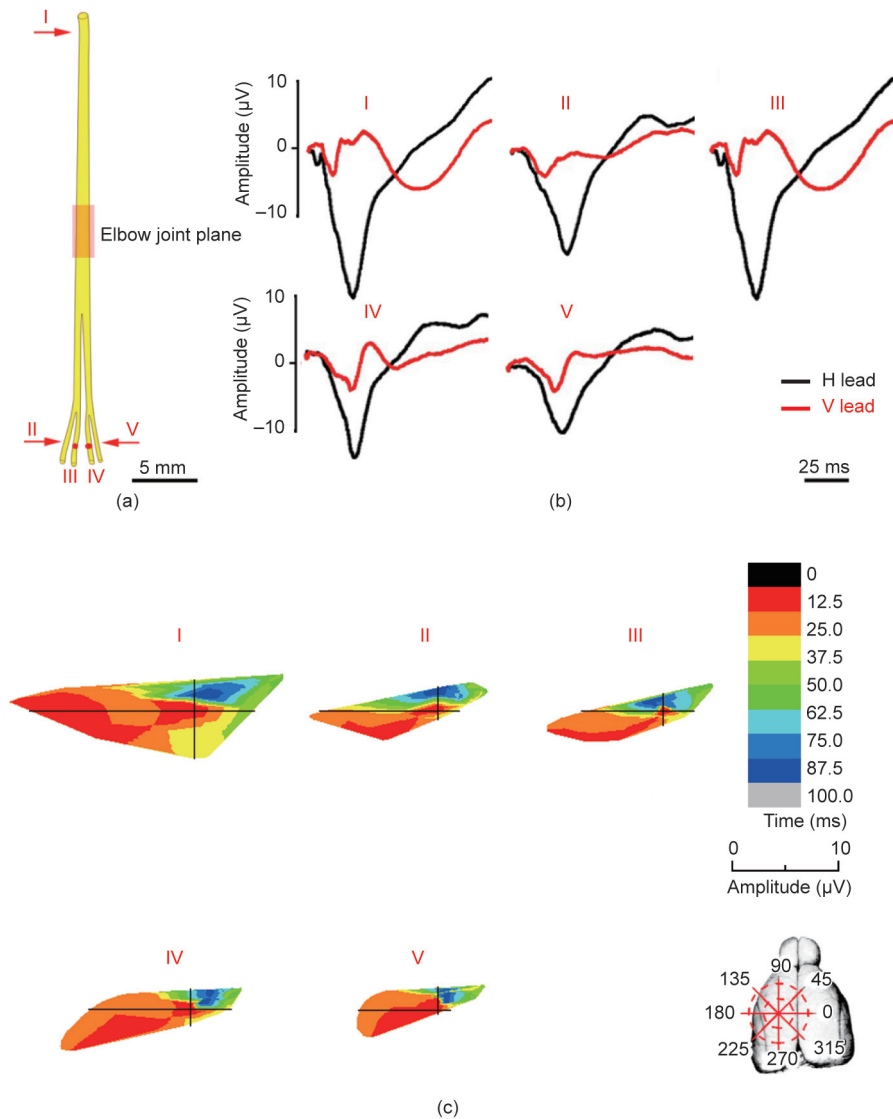 I
Elbow joint plane
II
V
III
IV
5 mm
(a)
10
0
–10
Amplitude (μV)
I
II
III
10
0
–10
Amplitude (μV)
IV
V
H lead
V lead
25 ms
(b)
I
II
III
IV
V
0
12.5
25.0
37.5
50.0
62.5
75.0
87.5
100.0
Time (ms)
0
10
Amplitude (μV)
90
135
45
180
0
225
315
270
(c)